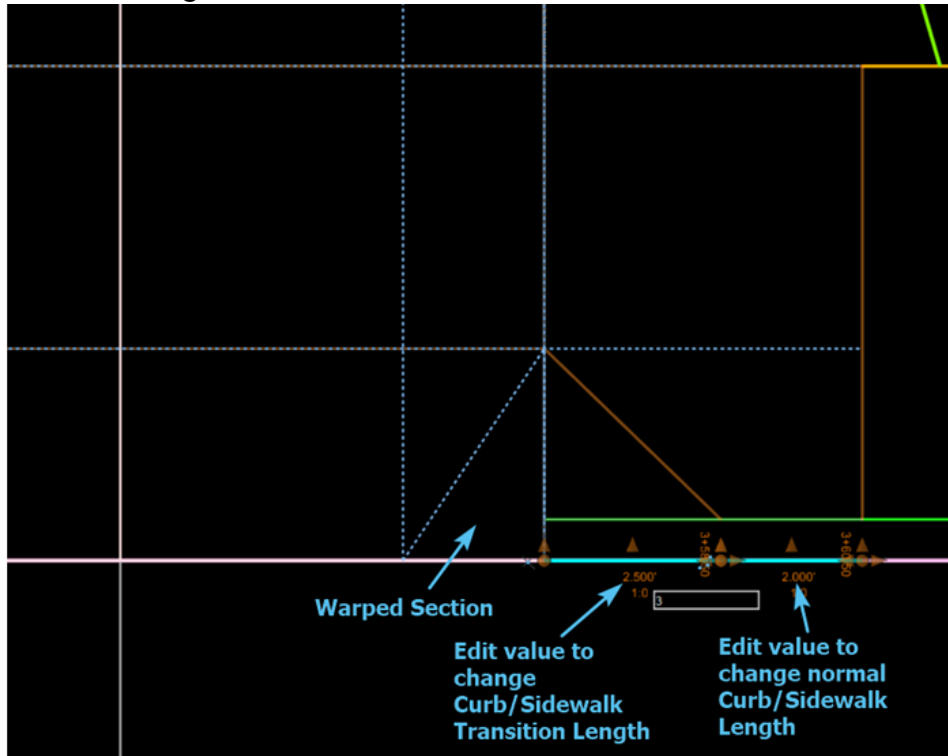 2.500'
2.000'
1:0
3
Warped Section
Edit value to
change
Curb/Sidewalk
Transition Length
Edit value to
change normal
Curb/Sidewalk
Length